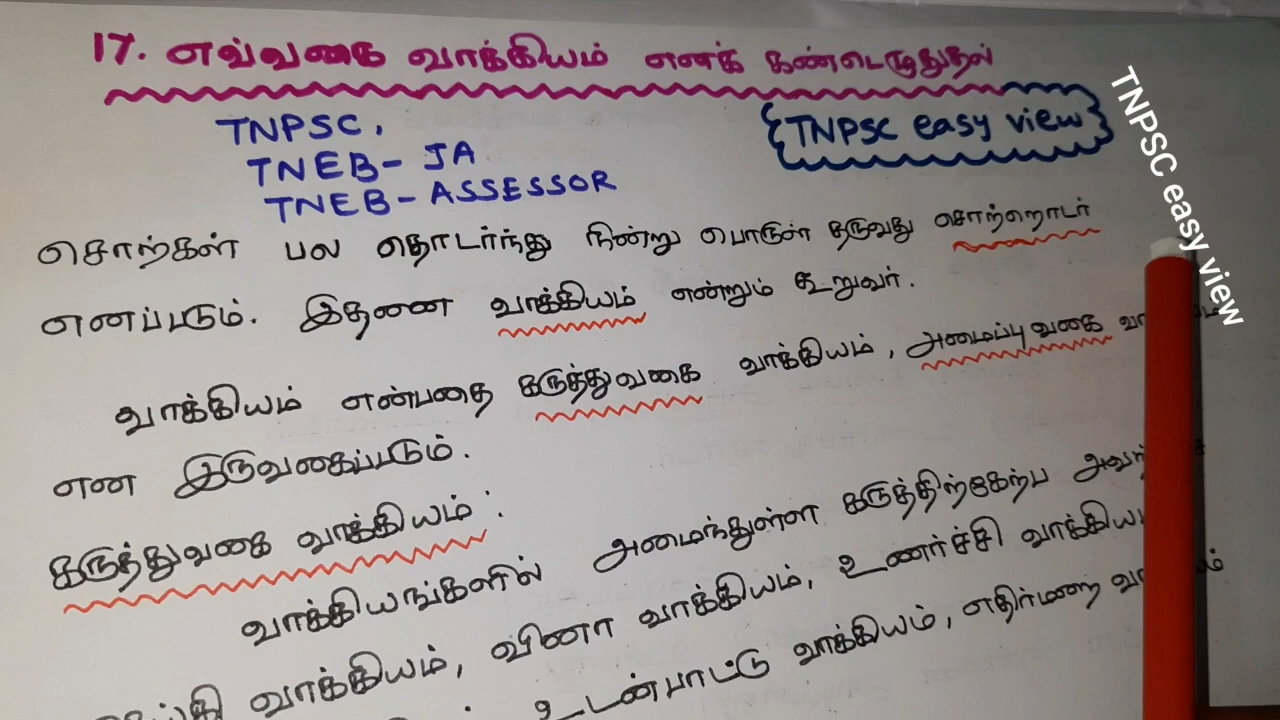 17. எவ்வகை வாக்கியம் எனக் கண்டெழுதுதல்
TNPSC,
TNEB - JA
TNEB - ASSESSOR
TNPSC easy view
TNPSC easy view
சொற்கள் பல தொடர்ந்து நின்று பொருள் தருவது சொற்றொடர்
எனப்படும். இதனை வாக்கியம் என்றும் கூறுவர்.
வாக்கியம் என்பதை கருத்துவகை வாக்கியம், அமைப்பு வகை
என இருவகைப்படும்.
கருத்துவகை வாக்கியம் :
வாக்கியங்களில் அமைந்துள்ள கருத்திற்கேற்ப
வாக்கியம், வினா வாக்கியம், உணர்ச்சி
உடன்பாட்டு வாக்கியம், எதிர்மறை